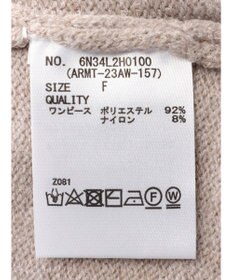 NO. 6N34L2H0100
(ARMT-23AW-157)
SIZE F
QUALITY
ワンピース ポリエステル 92%
ナイロン 8%
Z081
F W